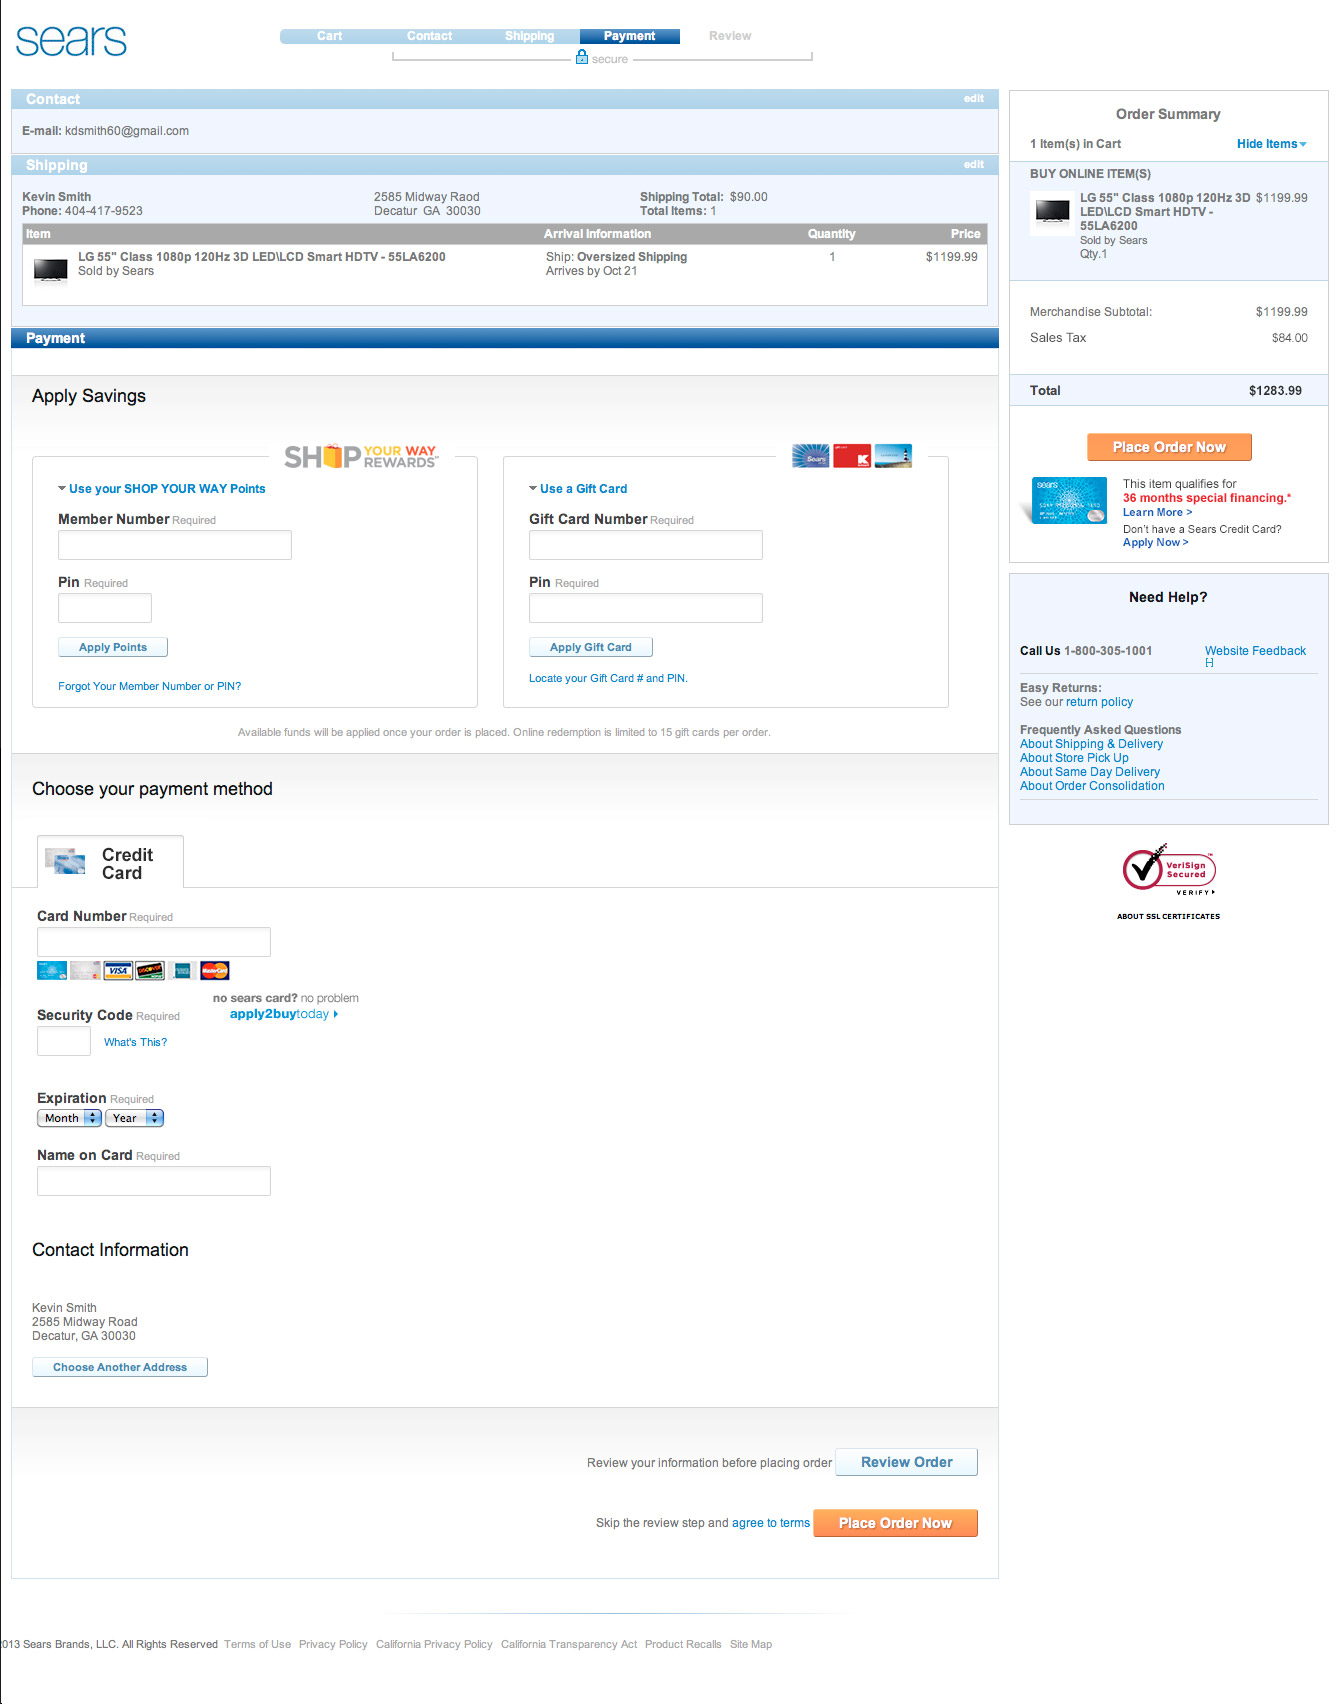 sears
Cart Contact Shipping Payment Review
secure
Contact edit
E-mail: kdsmith60@gmail.com
Shipping edit
Kevin Smith 2585 Midway Raod Shipping Total: $90.00
Phone: 404-417-9523 Decatur GA 30030 Total Items: 1
Item Arrival Information Quantity Price
LG 55" Class 1080p 120Hz 3D LED\LCD Smart HDTV - 55LA6200 Ship: Oversized Shipping 1 $1199.99
Sold by Sears Arrives by Oct 21
Payment
Apply Savings
SHOP YOUR WAY REWARDS
Use your SHOP YOUR WAY Points
Member Number Required
Pin Required
Apply Points
Forgot Your Member Number or PIN?
Sears gift card K
Use a Gift Card
Gift Card Number Required
Pin Required
Apply Gift Card
Locate your Gift Card # and PIN.
Available funds will be applied once your order is placed. Online redemption is limited to 15 gift cards per order.
Choose your payment method
Credit
Card
Card Number Required
VISA DISCOVER MasterCard
no sears card? no problem
apply2buytoday
Security Code Required
What's This?
Expiration Required
Month Year
Name on Card Required
Contact Information
Kevin Smith
2585 Midway Road
Decatur, GA 30030
Choose Another Address
Review your information before placing order Review Order
Skip the review step and agree to terms Place Order Now
Order Summary
1 Item(s) in Cart Hide Items
BUY ONLINE ITEM(S)
LG 55" Class 1080p 120Hz 3D $1199.99
LED\LCD Smart HDTV -
55LA6200
Sold by Sears
Qty.1
Merchandise Subtotal: $1199.99
Sales Tax $84.00
Total $1283.99
Place Order Now
sears
This item qualifies for
36 months special financing.*
Learn More >
Don't have a Sears Credit Card?
Apply Now >
Need Help?
Call Us 1-800-305-1001 Website Feedback
[-]
Easy Returns:
See our return policy
Frequently Asked Questions
About Shipping & Delivery
About Store Pick Up
About Same Day Delivery
About Order Consolidation
VeriSign
Secured
VERIFY
ABOUT SSL CERTIFICATES
013 Sears Brands, LLC. All Rights Reserved Terms of Use Privacy Policy California Privacy Policy California Transparency Act Product Recalls Site Map